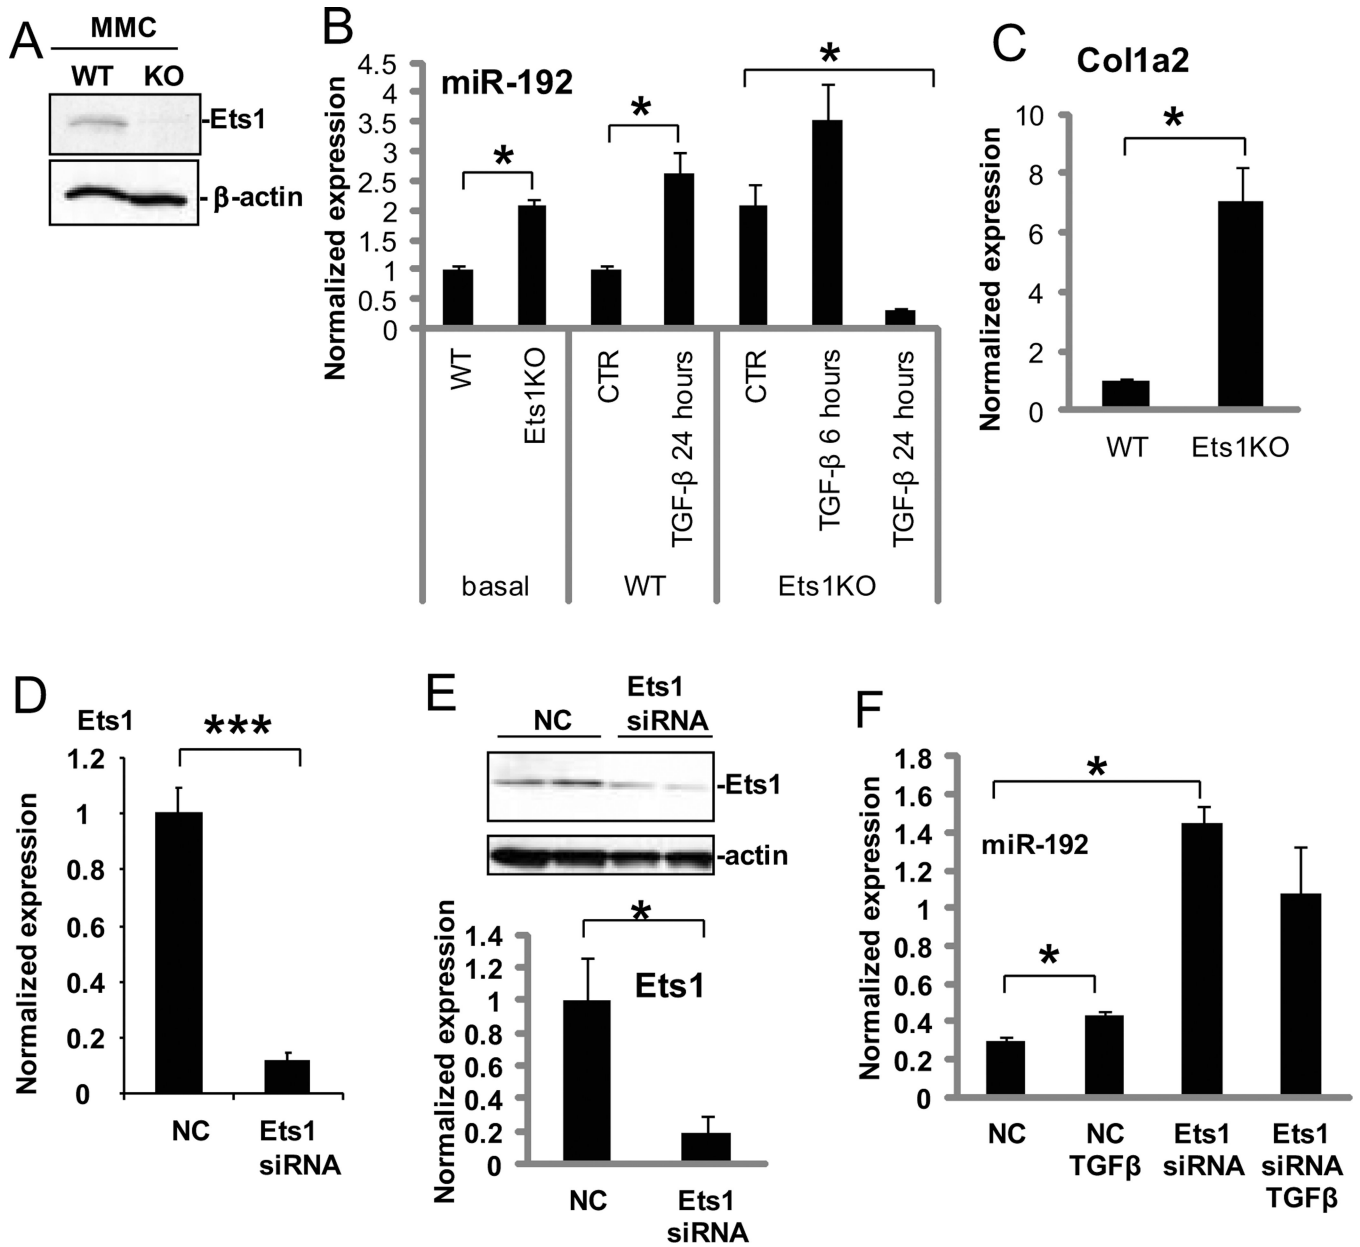 A
MMC
WT KO
-Ets1
-β-actin
B
miR-192
Normalized expression
4.5
4
3.5
3
2.5
2
1.5
1
0.5
0
*
*
*
WT
Ets1KO
CTR
TGF-β 24 hours
CTR
TGF-β 6 hours
TGF-β 24 hours
basal
WT
Ets1KO
C
Col1a2
Normalized expression
10
8
6
4
2
0
*
WT
Ets1KO
D
Ets1
***
Normalized expression
1.2
1
0.8
0.6
0.4
0.2
0
NC
Ets1
siRNA
E
Ets1
NC siRNA
-Ets1
-actin
Normalized expression
1.4
1.2
1
0.8
0.6
0.4
0.2
0
*
Ets1
NC
Ets1
siRNA
F
Normalized expression
1.8
1.6
1.4
1.2
1
0.8
0.6
0.4
0.2
0
*
miR-192
*
NC
NC
TGFβ
Ets1
siRNA
Ets1
siRNA
TGFβ